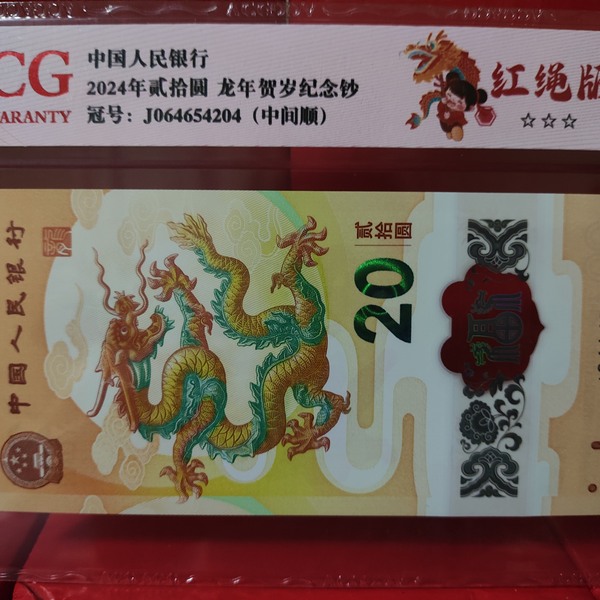 CG
ARANTY
中国人民银行
2024年贰拾圆 龙年贺岁纪念钞
冠号：J064654204（中间顺）
红绳版
中国人民银行
贰拾圆
20